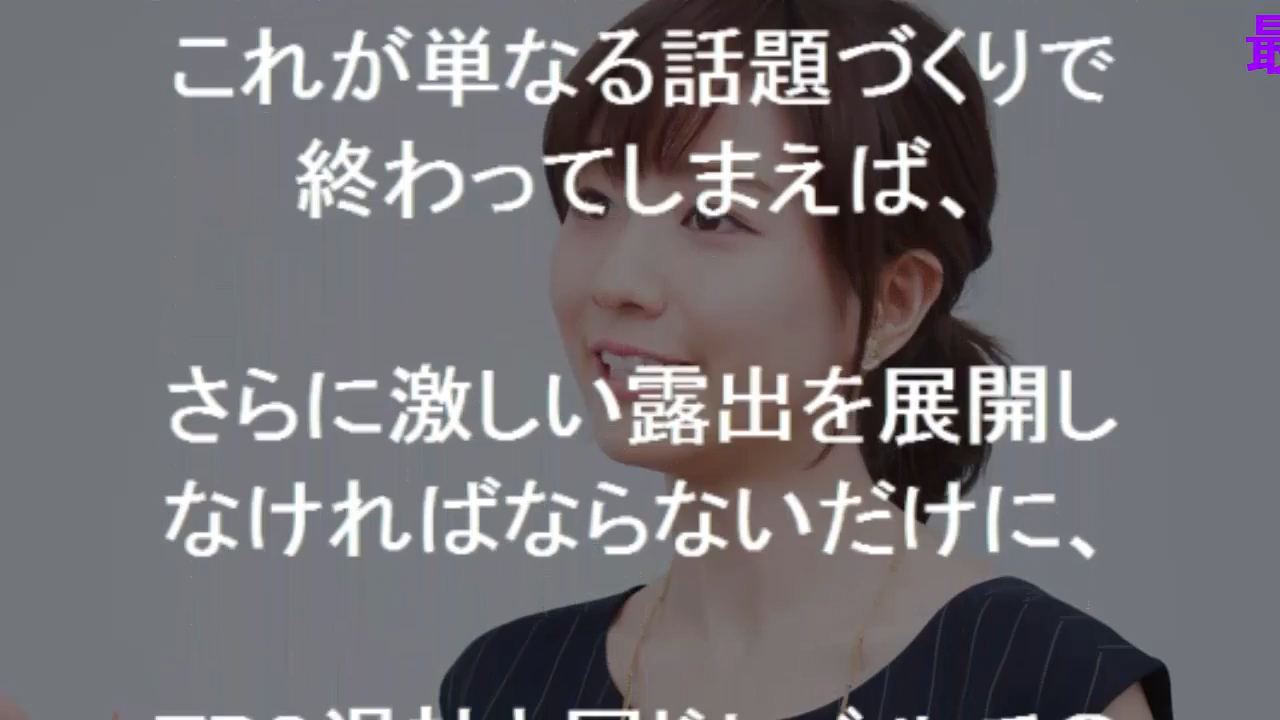 これが単なる話題づくりで
終わってしまえば、
さらに激しい露出を展開し
なければならないだけに、
最